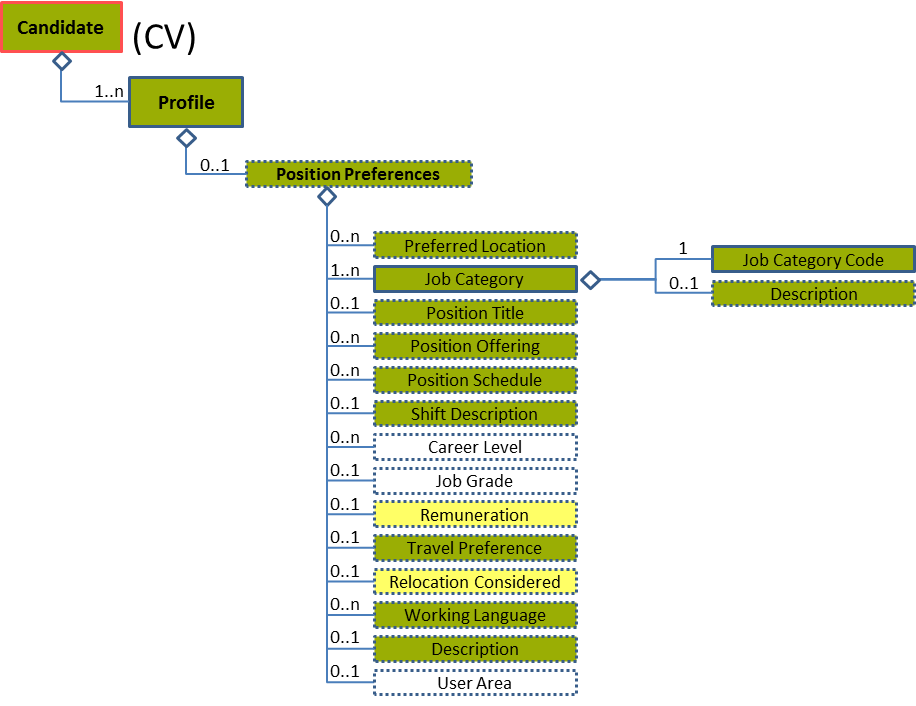 Candidate
(CV)
1..n
Profile
0..1
Position Preferences
0..n
Preferred Location
1..n
Job Category
1
Job Category Code
0..1
Description
0..1
Position Title
0..n
Position Offering
0..n
Position Schedule
0..1
Shift Description
0..n
Career Level
0..1
Job Grade
0..1
Remuneration
0..1
Travel Preference
0..1
Relocation Considered
0..n
Working Language
0..1
Description
0..1
User Area